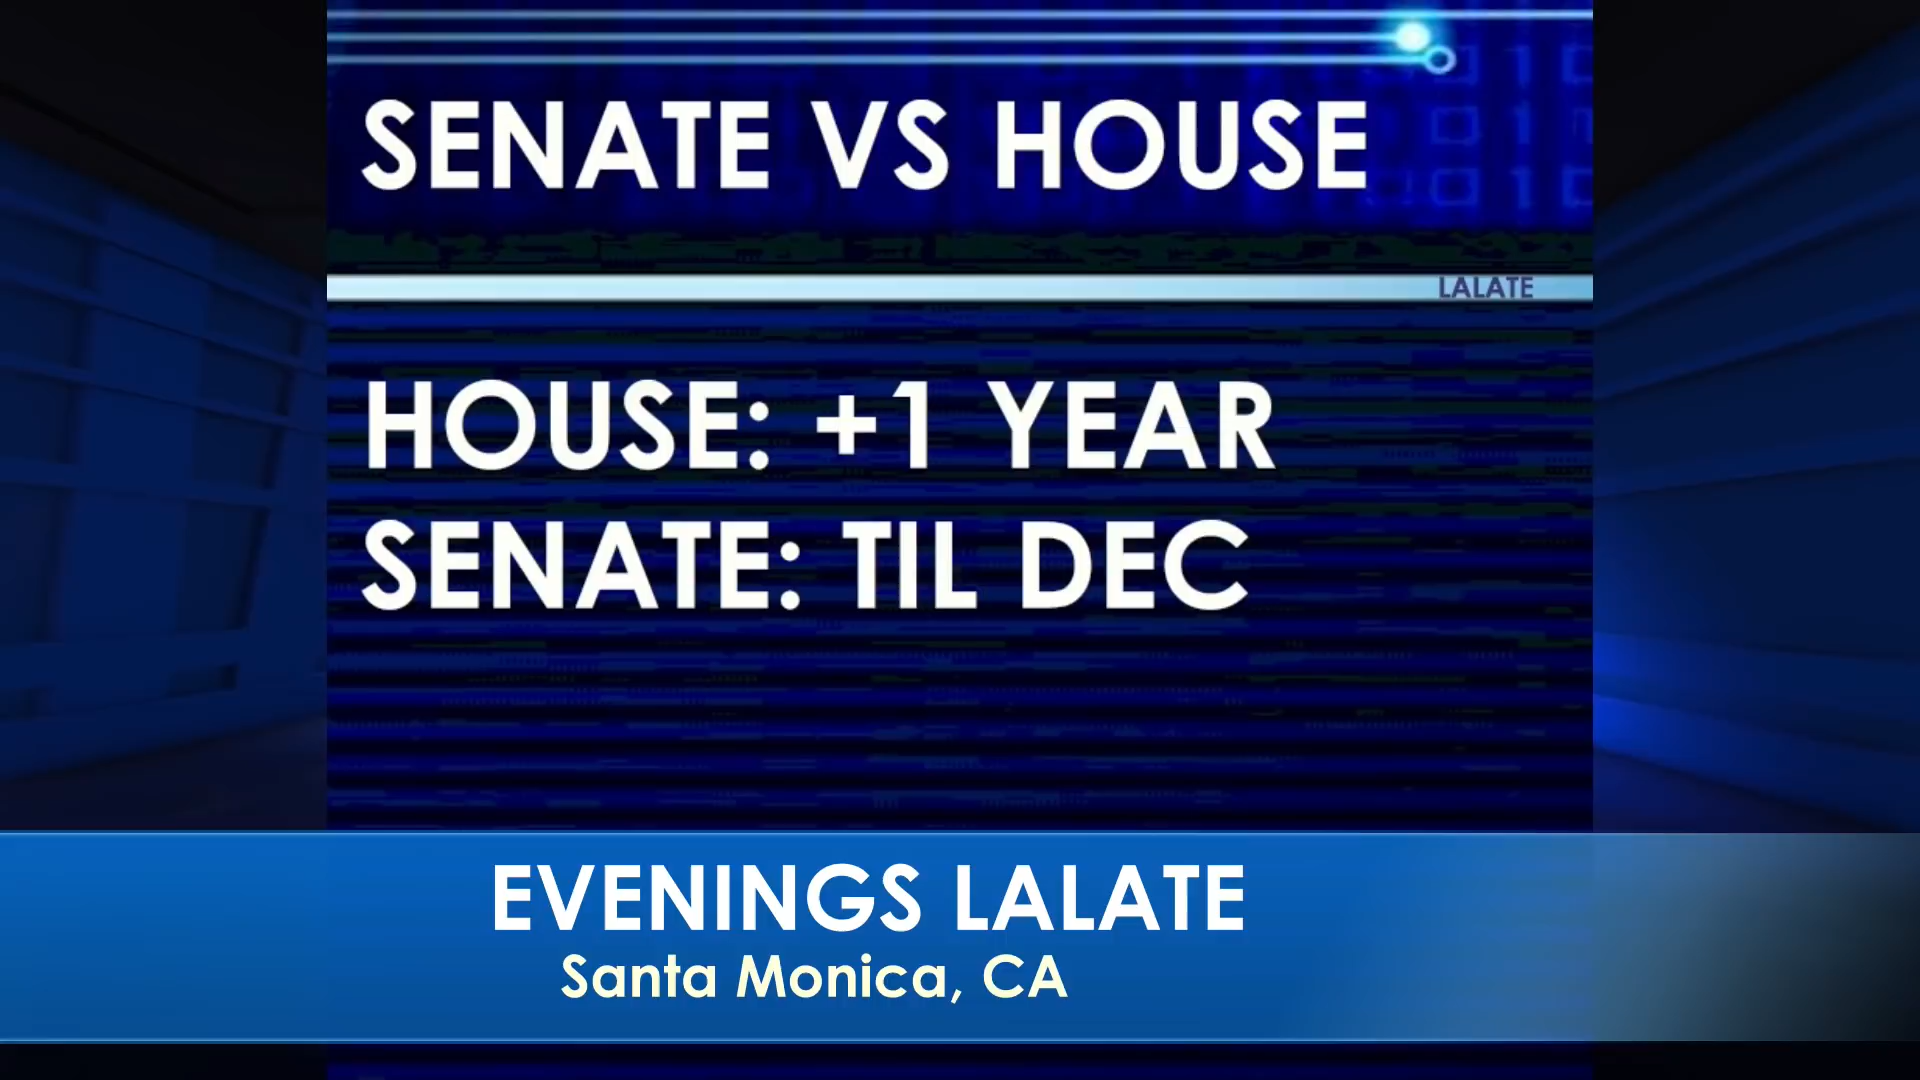 SENATE VS HOUSE
LALATE
HOUSE: +1 YEAR
SENATE: TIL DEC
EVENINGS LALATE
Santa Monica, CA